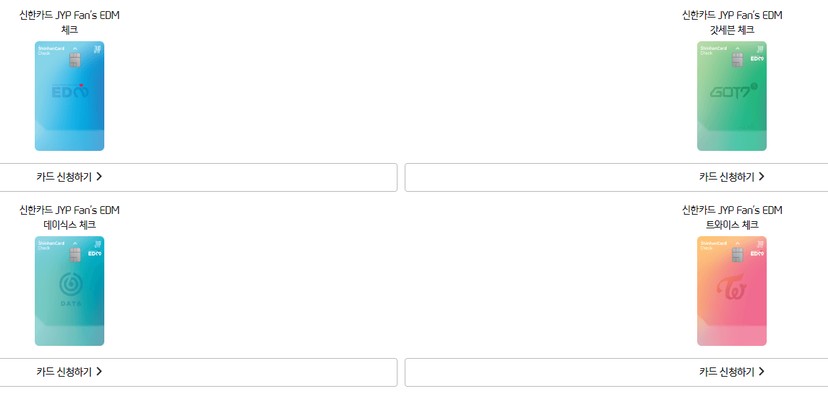 신한카드 JYP Fan's EDM
체크
ShinhanCard
Check
EDM
카드 신청하기
신한카드 JYP Fan's EDM
갓세븐 체크
ShinhanCard
Check
EDM
GOT7
카드 신청하기
신한카드 JYP Fan's EDM
데이식스 체크
ShinhanCard
Check
EDM
DAY6
카드 신청하기
신한카드 JYP Fan's EDM
트와이스 체크
ShinhanCard
Check
EDM
TW
카드 신청하기